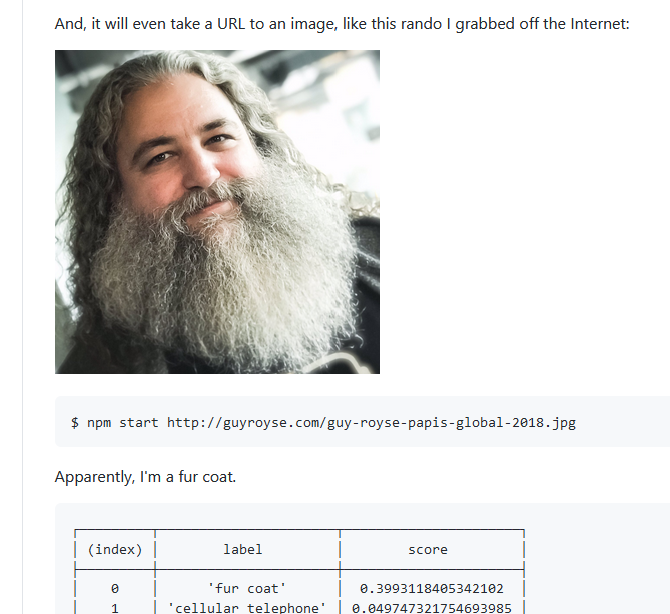 And, it will even take a URL to an image, like this rando I grabbed off the Internet:
$ npm start http://guyroyse.com/guy-royse-papis-global-2018.jpg
Apparently, I'm a fur coat.
(index) label score
0 'fur coat' 0.3993118405342102
1 'cellular telephone' 0.049747321754693985